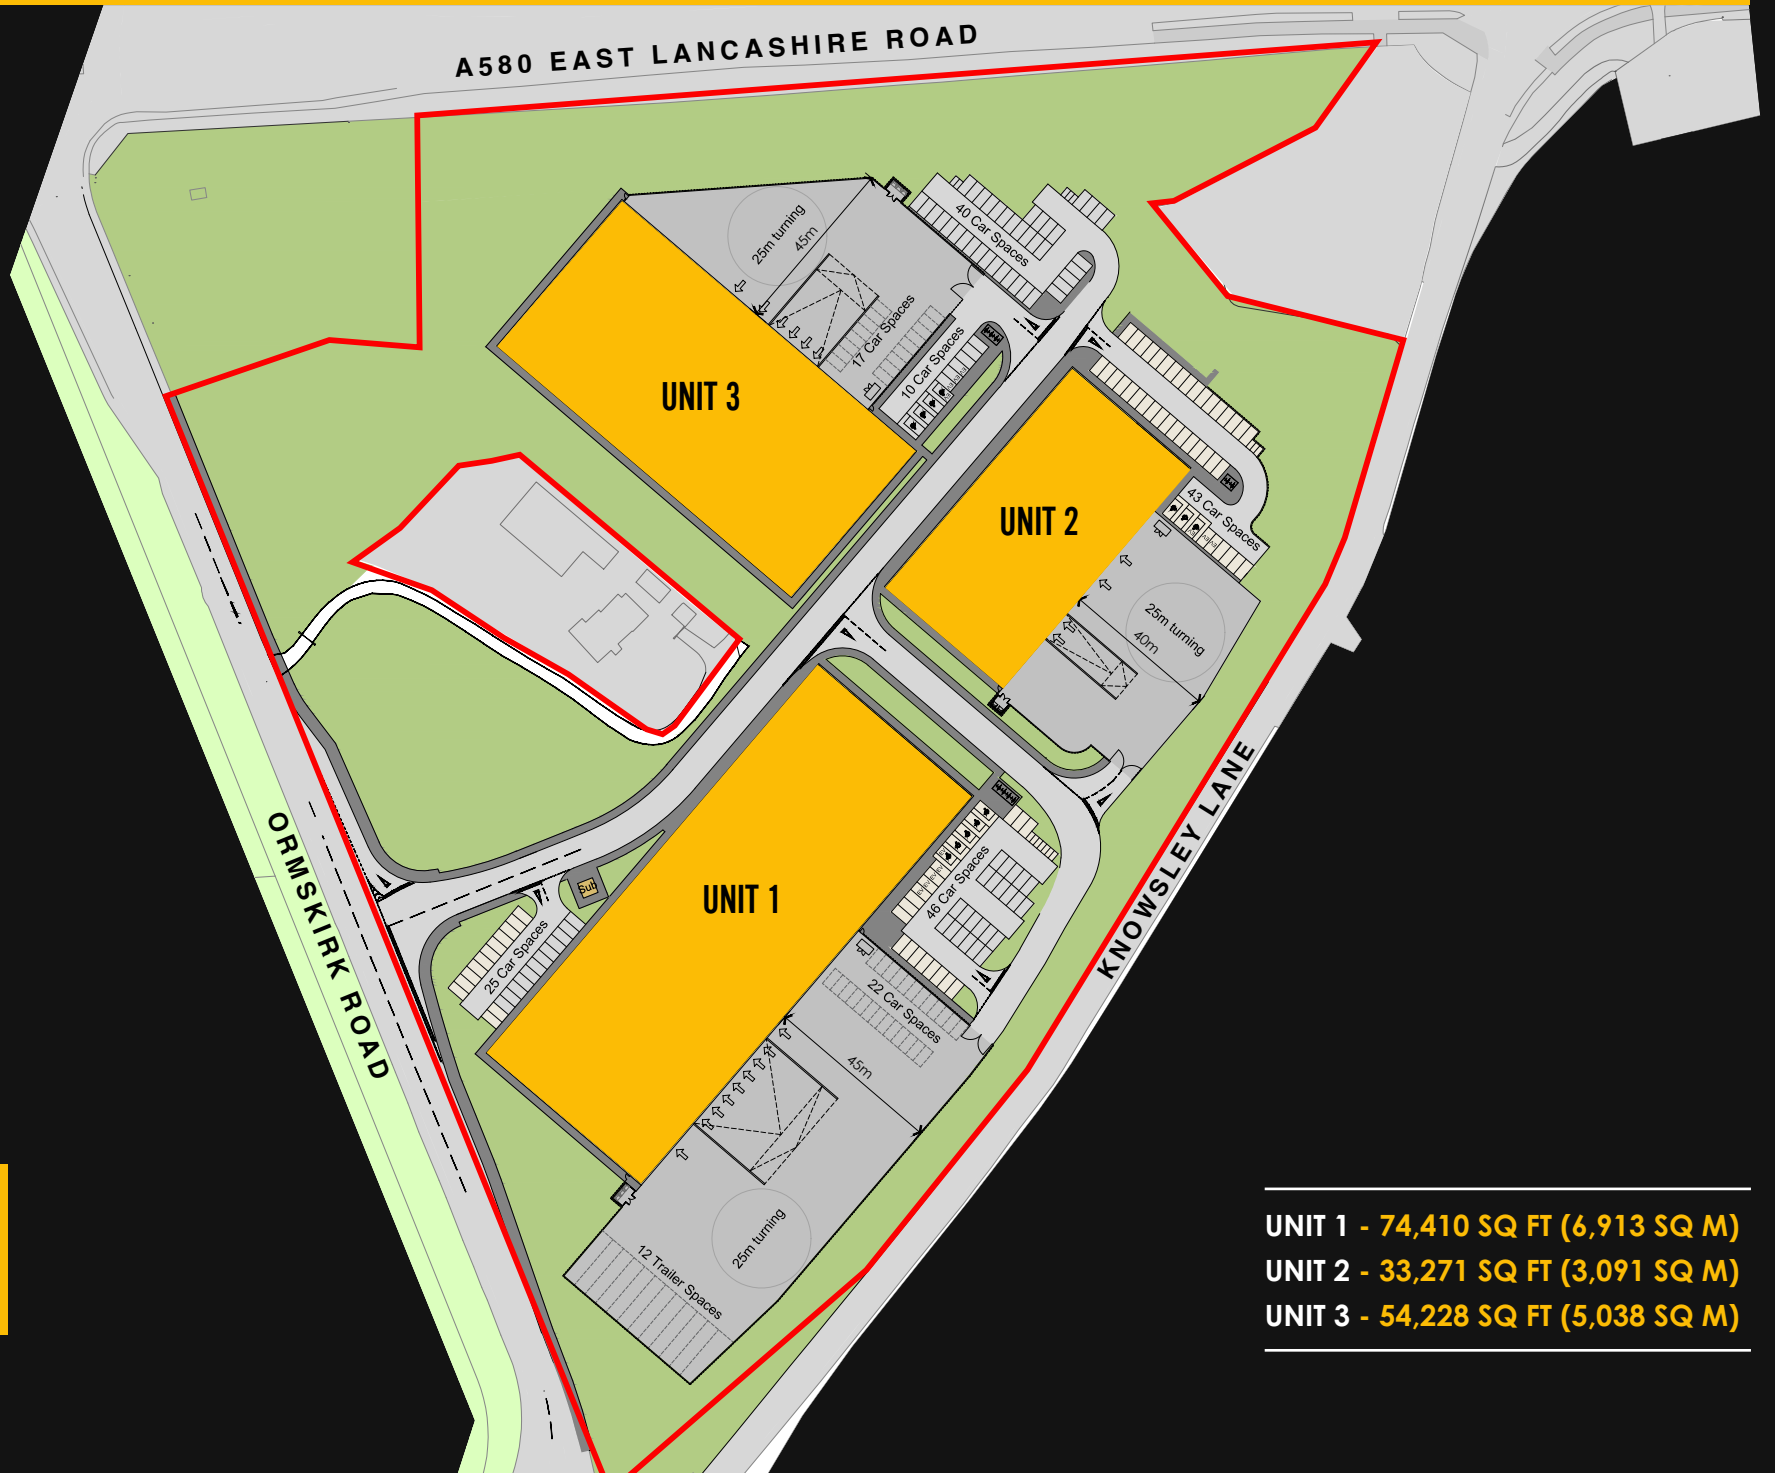 A580 EAST LANCASHIRE ROAD
25m turning
45m
40 Car Spaces
17 Car Spaces
10 Car Spaces
UNIT 3
UNIT 2
43 Car Spaces
25m turning
40m
KNOWSLEY LANE
ORMSKIRK ROAD
UNIT 1
Sub
25 Car Spaces
46 Car Spaces
22 Car Spaces
45m
25m turning
12 Trailer Spaces
UNIT 1 - 74,410 SQ FT (6,913 SQ M)
UNIT 2 - 33,271 SQ FT (3,091 SQ M)
UNIT 3 - 54,228 SQ FT (5,038 SQ M)